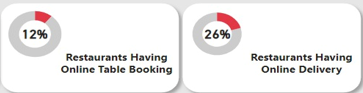 12%
Restaurants Having
Online Table Booking
26%
Restaurants Having
Online Delivery